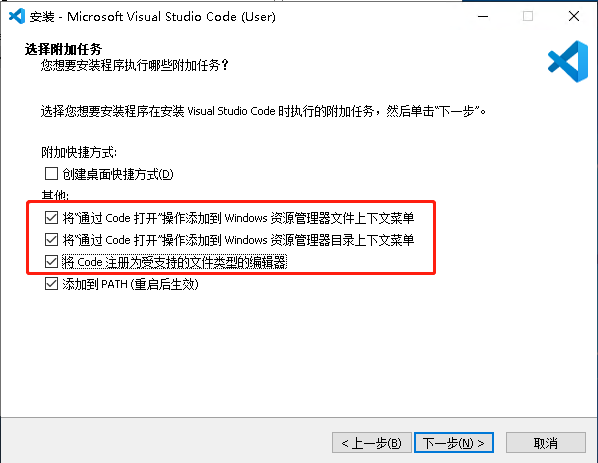 安装 - Microsoft Visual Studio Code (User)
选择附加任务
您想要安装程序执行哪些附加任务?
选择您想要安装程序在安装 Visual Studio Code 时执行的附加任务，然后单击“下一步”。
附加快捷方式:
创建桌面快捷方式(D)
其他:
将“通过 Code 打开”操作添加到 Windows 资源管理器文件上下文菜单
将“通过 Code 打开”操作添加到 Windows 资源管理器目录上下文菜单
将 Code 注册为受支持的文件类型的编辑器
添加到 PATH (重启后生效)
< 上一步(B) 下一步(N) > 取消